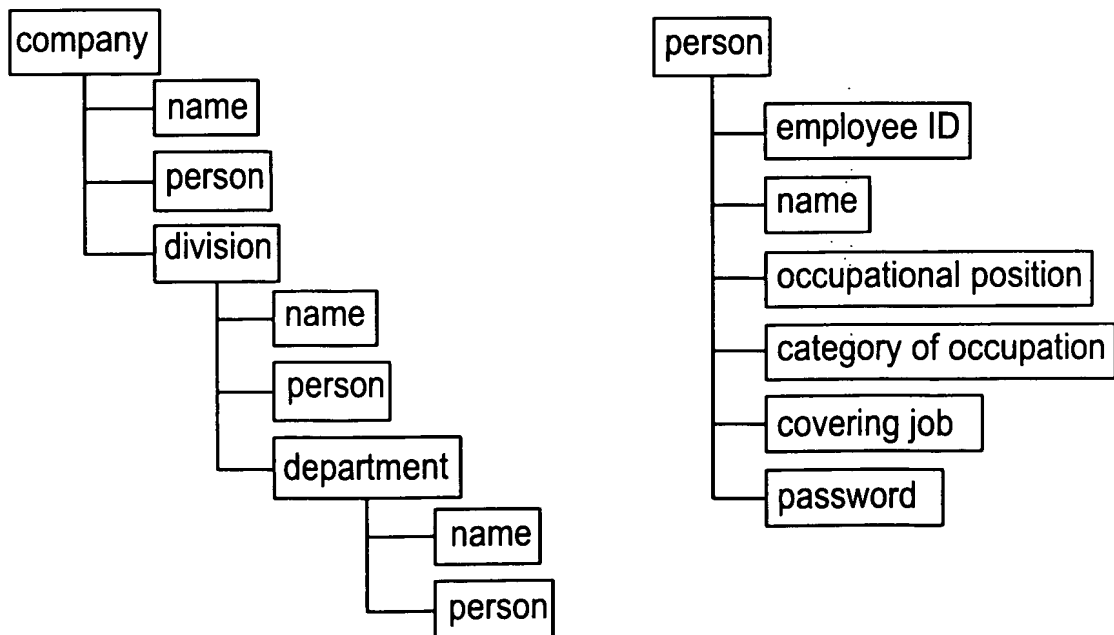 company
name
person
division
name
person
department
name
person
person
employee ID
name
occupational position
category of occupation
covering job
password